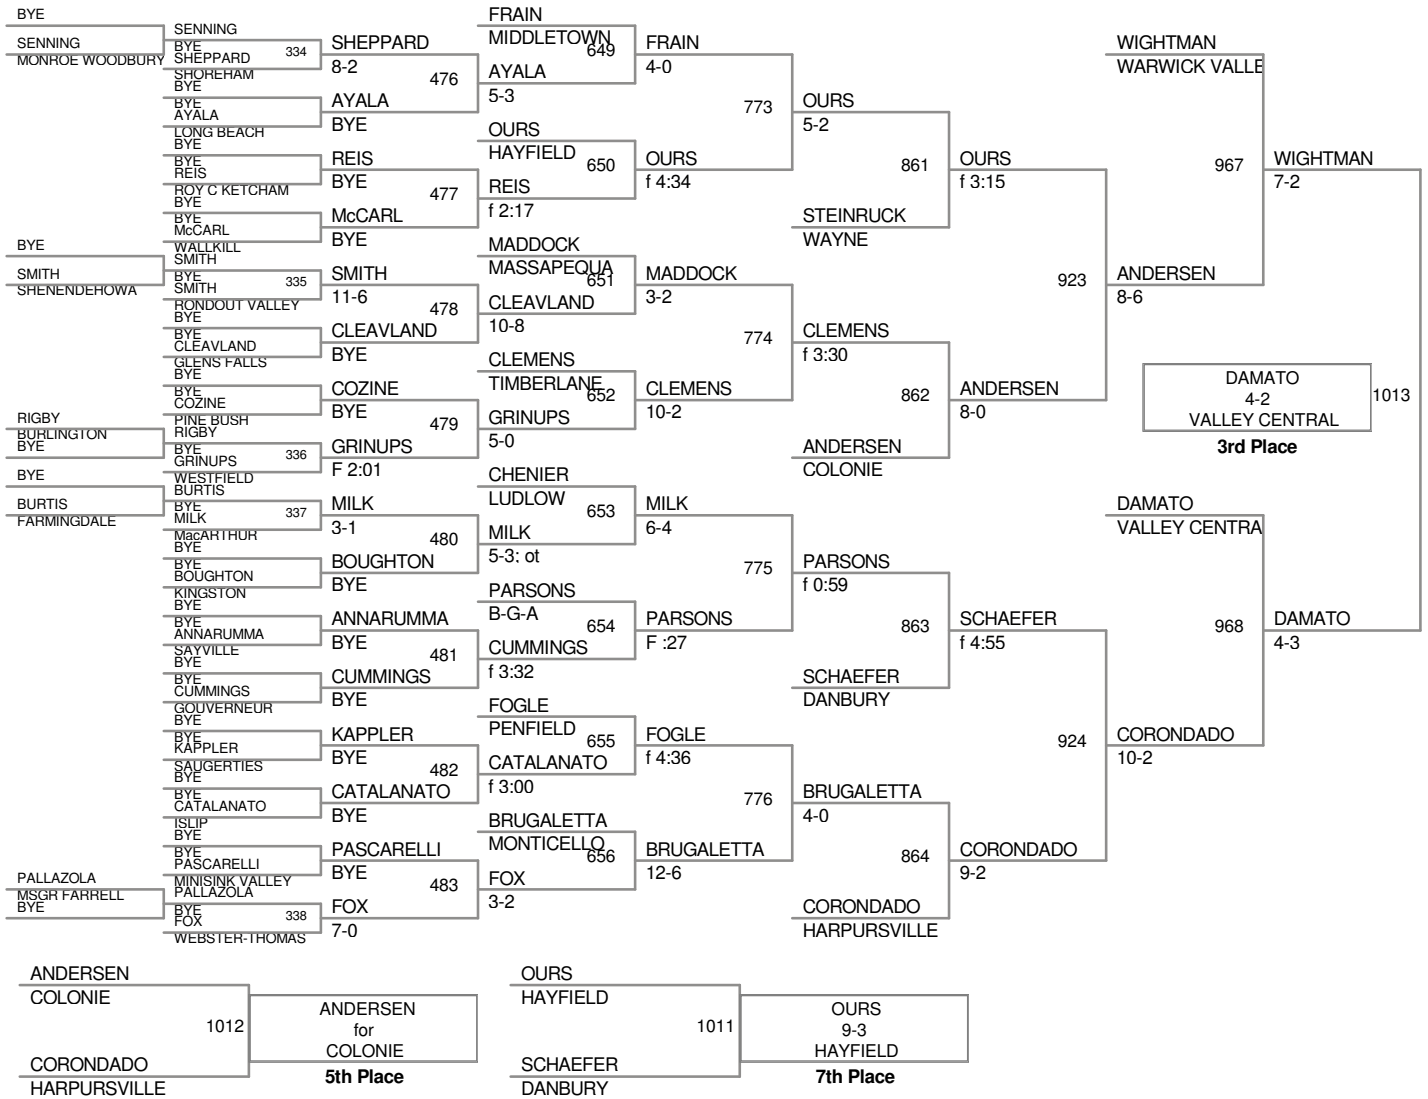 BYE
SENNING
MONROE WOODBURY
BYE
SMITH
SHENENDEHOWA
RIGBY
BURLINGTON
BYE
BYE
BURTIS
FARMINGDALE
PALLAZOLA
MSGR FARRELL
BYE
SENNING
BYE
334
SHEPPARD
SHOREHAM
BYE
BYE
AYALA
LONG BEACH
BYE
BYE
REIS
ROY C KETCHAM
BYE
BYE
McCARL
WALLKILL
SMITH
BYE
335
SMITH
RONDOUT VALLEY
BYE
BYE
CLEAVLAND
GLENS FALLS
BYE
BYE
COZINE
PINE BUSH
RIGBY
BYE
336
GRINUPS
WESTFIELD
BURTIS
BYE
337
MILK
MacARTHUR
BYE
BYE
BOUGHTON
KINGSTON
BYE
BYE
ANNARUMMA
SAYVILLE
BYE
BYE
CUMMINGS
GOUVERNEUR
BYE
BYE
KAPPLER
SAUGERTIES
BYE
BYE
CATALANATO
ISLIP
BYE
BYE
PASCARELLI
MINISINK VALLEY
PALLAZOLA
BYE
338
FOX
WEBSTER-THOMAS
SHEPPARD
8-2
476
AYALA
BYE
REIS
BYE
477
McCARL
BYE
SMITH
11-6
478
CLEAVLAND
BYE
COZINE
BYE
479
GRINUPS
F 2:01
MILK
3-1
480
BOUGHTON
BYE
ANNARUMMA
BYE
481
CUMMINGS
BYE
KAPPLER
BYE
482
CATALANATO
BYE
PASCARELLI
BYE
483
FOX
7-0
FRAIN
MIDDLETOWN
649
AYALA
5-3
OURS
HAYFIELD
650
REIS
f 2:17
MADDOCK
MASSAPEQUA
651
CLEAVLAND
10-8
CLEMENS
TIMBERLANE
652
GRINUPS
5-0
CHENIER
LUDLOW
653
MILK
5-3: ot
PARSONS
B-G-A
654
CUMMINGS
f 3:32
FOGLE
PENFIELD
655
CATALANATO
f 3:00
BRUGALETTA
MONTICELLO
656
FOX
3-2
FRAIN
4-0
773
OURS
f 4:34
MADDOCK
3-2
774
CLEMENS
10-2
MILK
6-4
775
PARSONS
F :27
FOGLE
f 4:36
776
BRUGALETTA
12-6
OURS
5-2
861
STEINRUCK
WAYNE
CLEMENS
f 3:30
862
ANDERSEN
COLONIE
PARSONS
f 0:59
863
SCHAEFER
DANBURY
BRUGALETTA
4-0
864
CORONDADO
HARPURSVILLE
OURS
f 3:15
923
ANDERSEN
8-0
SCHAEFER
f 4:55
924
CORONDADO
9-2
WIGHTMAN
WARWICK VALLE
967
ANDERSEN
8-6
DAMATO
VALLEY CENTRA
968
CORONDADO
10-2
WIGHTMAN
7-2
DAMATO
4-2
VALLEY CENTRAL
1013
3rd Place
DAMATO
4-3
ANDERSEN
COLONIE
1012
CORONDADO
HARPURSVILLE
ANDERSEN
for
COLONIE
5th Place
OURS
HAYFIELD
1011
SCHAEFER
DANBURY
OURS
9-3
HAYFIELD
7th Place